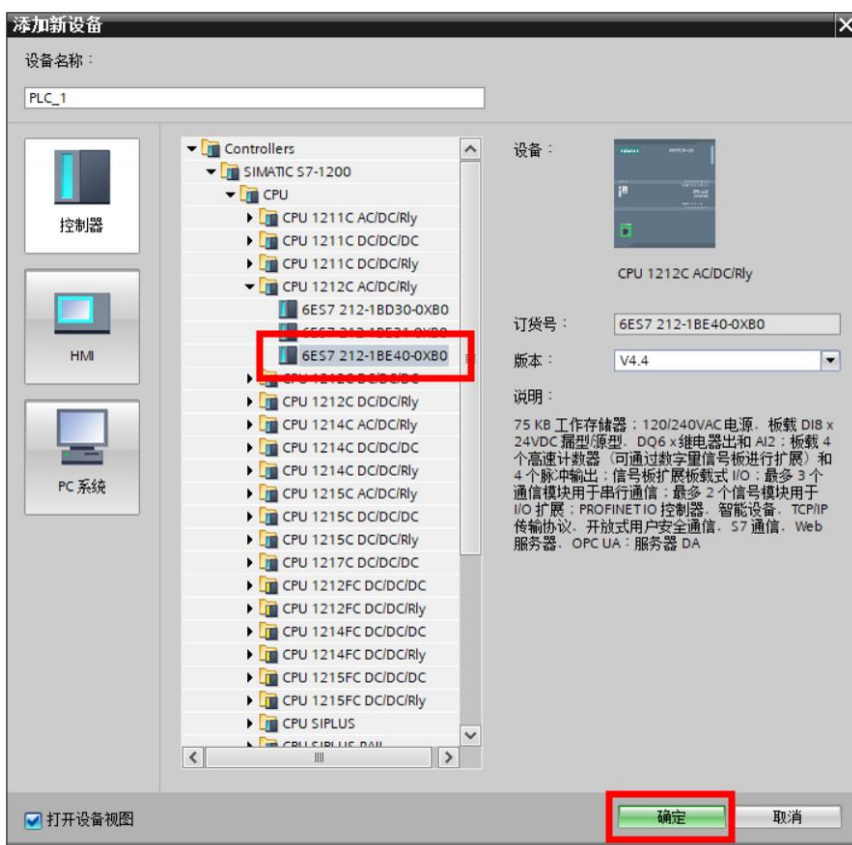 添加新设备
设备名称：
PLC_1
控制器
HMI
PC 系统
Controllers
SIMATIC S7-1200
CPU
CPU 1211C AC/DC/Rly
CPU 1211C DC/DC/DC
CPU 1211C DC/DC/Rly
CPU 1212C AC/DC/Rly
6ES7 212-1BD30-0XB0
6ES7 212-1BE31-0XB0
6ES7 212-1BE40-0XB0
CPU 1212C DC/DC/DC
CPU 1212C DC/DC/Rly
CPU 1214C AC/DC/Rly
CPU 1214C DC/DC/DC
CPU 1214C DC/DC/Rly
CPU 1215C AC/DC/Rly
CPU 1215C DC/DC/DC
CPU 1215C DC/DC/Rly
CPU 1217C DC/DC/DC
CPU 1212FC DC/DC/DC
CPU 1212FC DC/DC/Rly
CPU 1214FC DC/DC/DC
CPU 1214FC DC/DC/Rly
CPU 1215FC DC/DC/DC
CPU 1215FC DC/DC/Rly
CPU SIPLUS
CPU SIPLUS RAIL
设备：
CPU 1212C AC/DC/Rly
订货号：
6ES7 212-1BE40-0XB0
版本：
V4.4
说明：
75 KB 工作存储器；120/240VAC 电源，板载 DI8 x
24VDC 漏型/源型，DQ6 x 继电器出和 AI2；板载 4
个高速计数器（可通过数字量信号板进行扩展）和
4 个脉冲输出；信号板扩展板载式 I/O；最多 3 个
通信模块用于串行通信；最多 2 个信号模块用于
I/O 扩展；PROFINET IO 控制器，智能设备，TCP/IP
传输协议，开放式用户安全通信，S7 通信，Web
服务器，OPC UA：服务器 DA
打开设备视图
确定
取消